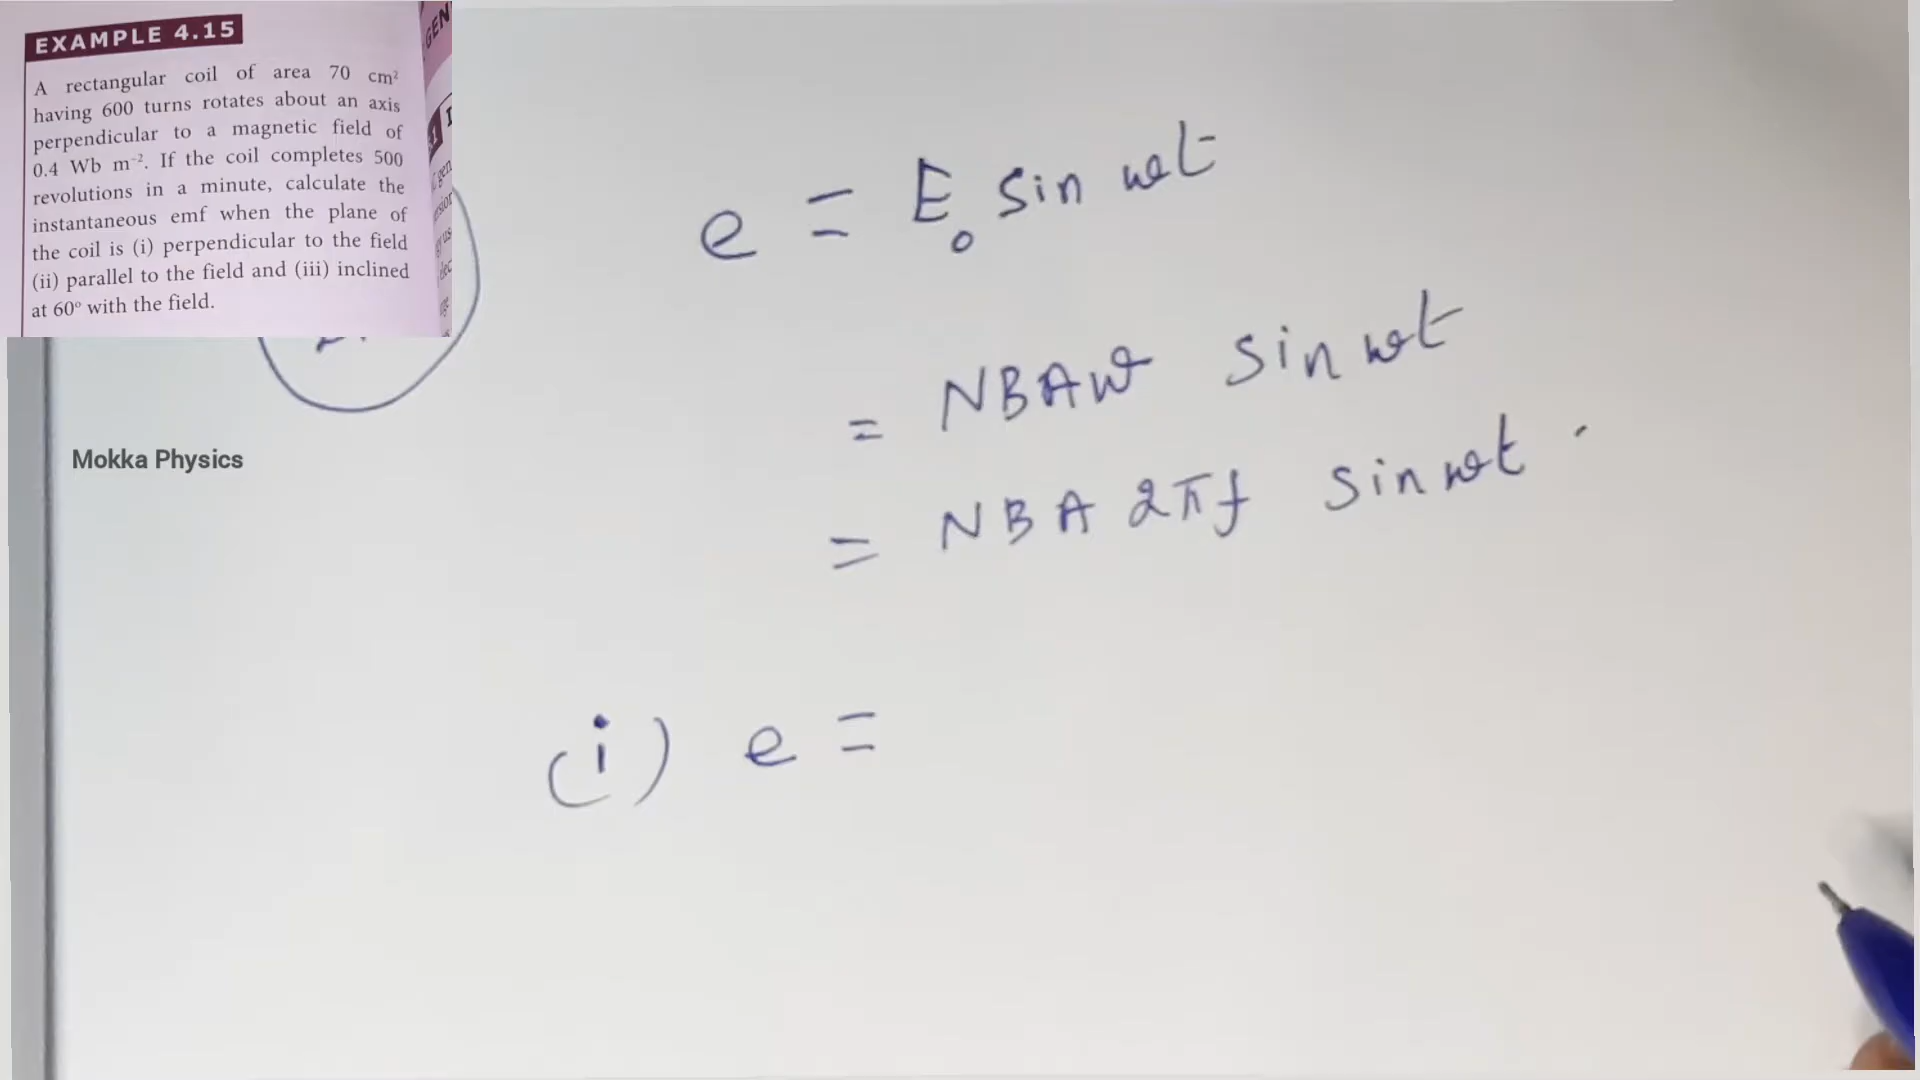 EXAMPLE 4.15
A rectangular coil of area 70 cm²
having 600 turns rotates about an axis
perpendicular to a magnetic field of
0.4 Wb m⁻². If the coil completes 500
revolutions in a minute, calculate the
instantaneous emf when the plane of
the coil is (i) perpendicular to the field
(ii) parallel to the field and (iii) inclined
at 60° with the field.
GEN
Mokka Physics
e = E₀ sin ωt
= NBAω sin ωt
= NBA 2πf sin ωt
(i) e =